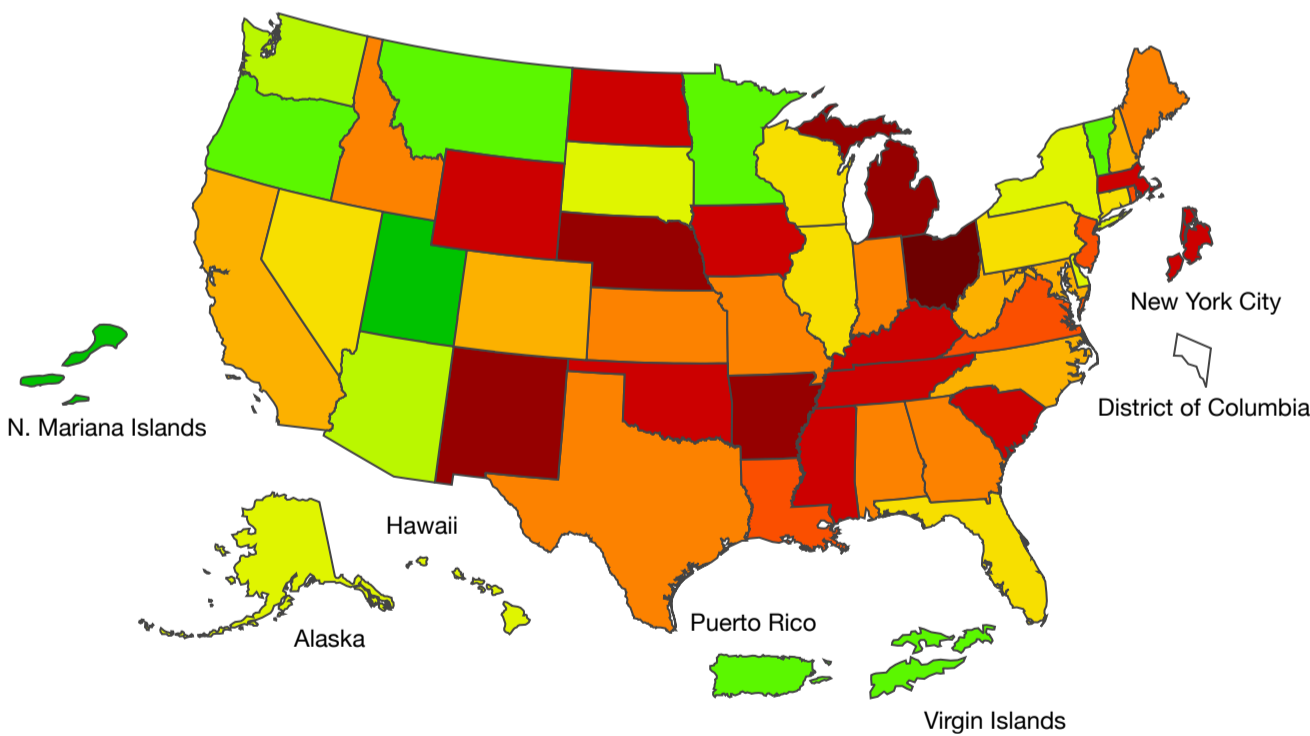 New York City
District of Columbia
N. Mariana Islands
Hawaii
Alaska
Puerto Rico
Virgin Islands